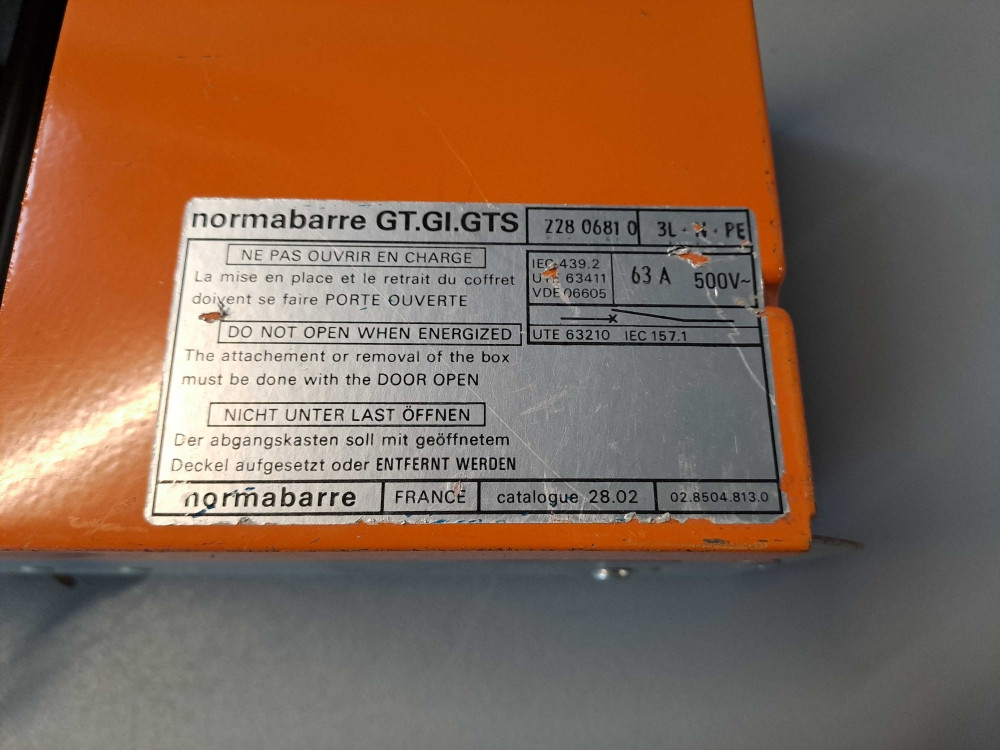 normabarre GT.GI.GTS
228 0681 0
3L - N - PE
NE PAS OUVRIR EN CHARGE
La mise en place et le retrait du coffret
doivent se faire PORTE OUVERTE
IEC 439.2
UTE 63411
VDE 06605
63 A
500V~
UTE 63210 IEC 157.1
DO NOT OPEN WHEN ENERGIZED
The attachement or removal of the box
must be done with the DOOR OPEN
NICHT UNTER LAST ÖFFNEN
Der abgangskasten soll mit geöffnetem
Deckel aufgesetzt oder ENTFERNT WERDEN
normabarre
FRANCE
catalogue 28.02
02.8504.813.0